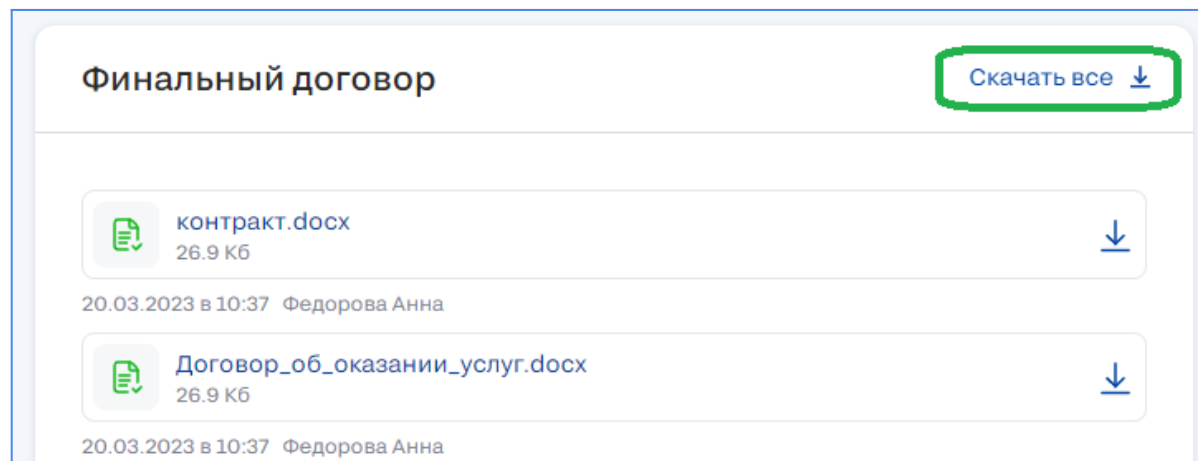 Финальный договор
Скачать все
контракт.docx
26.9 Кб
20.03.2023 в 10:37 Федорова Анна
Договор_об_оказании_услуг.docx
26.9 Кб
20.03.2023 в 10:37 Федорова Анна